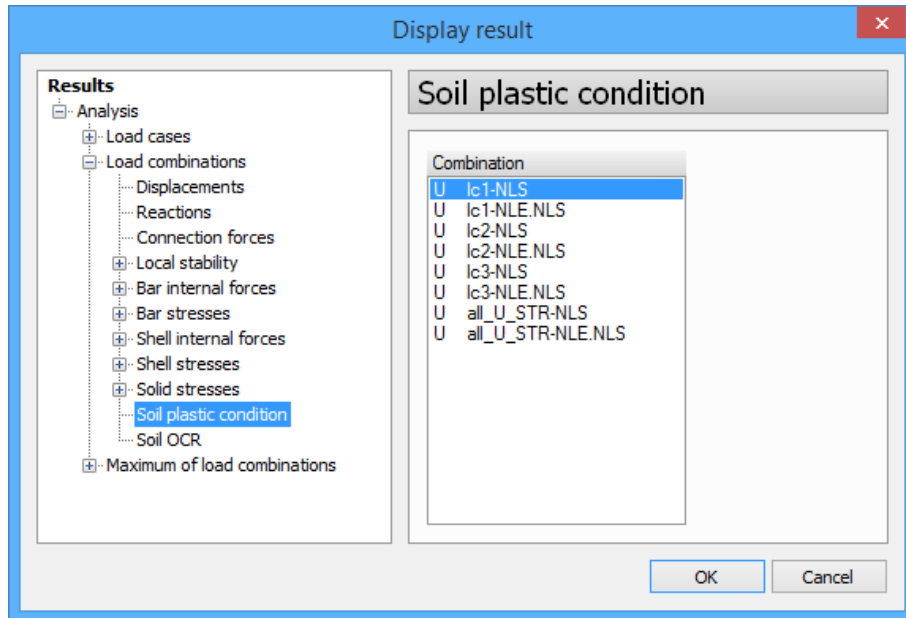 Display result
Results
Analysis
Load cases
Load combinations
Displacements
Reactions
Connection forces
Local stability
Bar internal forces
Bar stresses
Shell internal forces
Shell stresses
Solid stresses
Soil plastic condition
Soil OCR
Maximum of load combinations
Soil plastic condition
Combination
U lc1-NLS
U lc1-NLE.NLS
U lc2-NLS
U lc2-NLE.NLS
U lc3-NLS
U lc3-NLE.NLS
U all_U_STR-NLS
U all_U_STR-NLE.NLS
OK Cancel